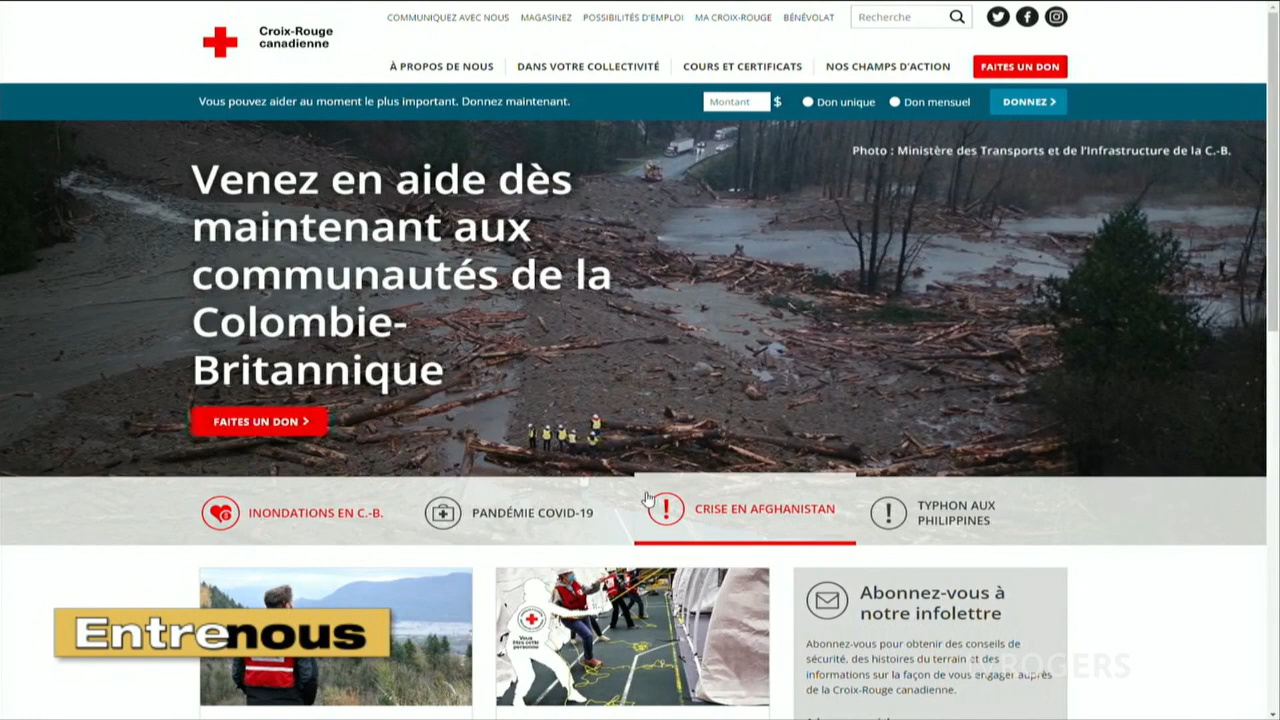 COMMUNIQUEZ AVEC NOUS MAGASINEZ POSSIBILITÉS D'EMPLOI MA CROIX-ROUGE BÉNÉVOLAT Recherche
Croix-Rouge
canadienne
À PROPOS DE NOUS DANS VOTRE COLLECTIVITÉ COURS ET CERTIFICATS NOS CHAMPS D'ACTION FAITES UN DON
Vous pouvez aider au moment le plus important. Donnez maintenant. Montant $ Don unique Don mensuel DONNEZ >
Photo : Ministère des Transports et de l'Infrastructure de la C.-B.
Venez en aide dès
maintenant aux
communautés de la
Colombie-
Britannique
FAITES UN DON >
INONDATIONS EN C.-B. PANDÉMIE COVID-19 CRISE EN AFGHANISTAN TYPHON AUX
PHILIPPINES
Entrenous
Vous
êtes cette
personne
Abonnez-vous à
notre infolettre
Abonnez-vous pour obtenir des conseils de
sécurité, des histoires du terrain et des
informations sur la façon de vous engager auprès
de la Croix-Rouge canadienne.
ROGERS